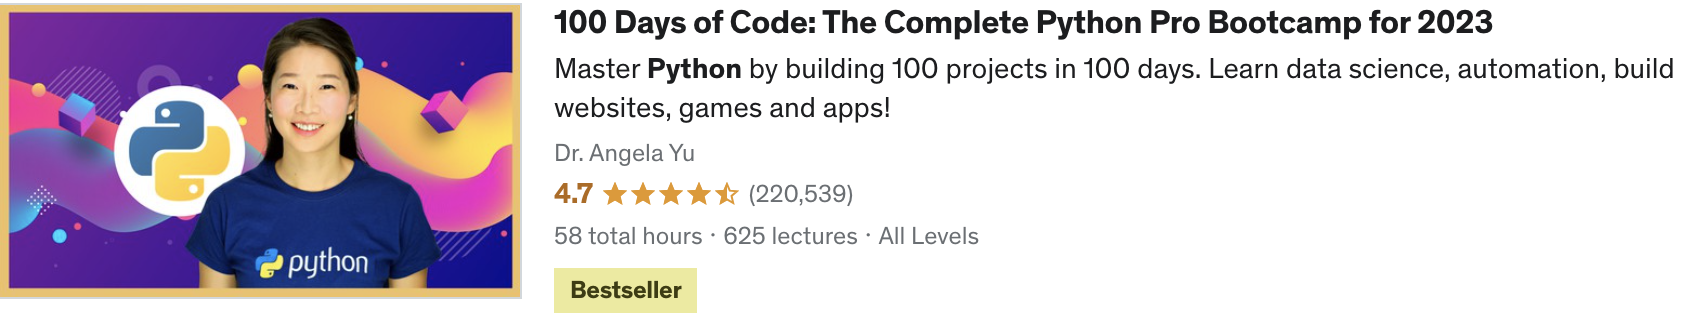 100 Days of Code: The Complete Python Pro Bootcamp for 2023
Master Python by building 100 projects in 100 days. Learn data science, automation, build
websites, games and apps!
Dr. Angela Yu
4.7 (220,539)
58 total hours · 625 lectures · All Levels
Bestseller
python